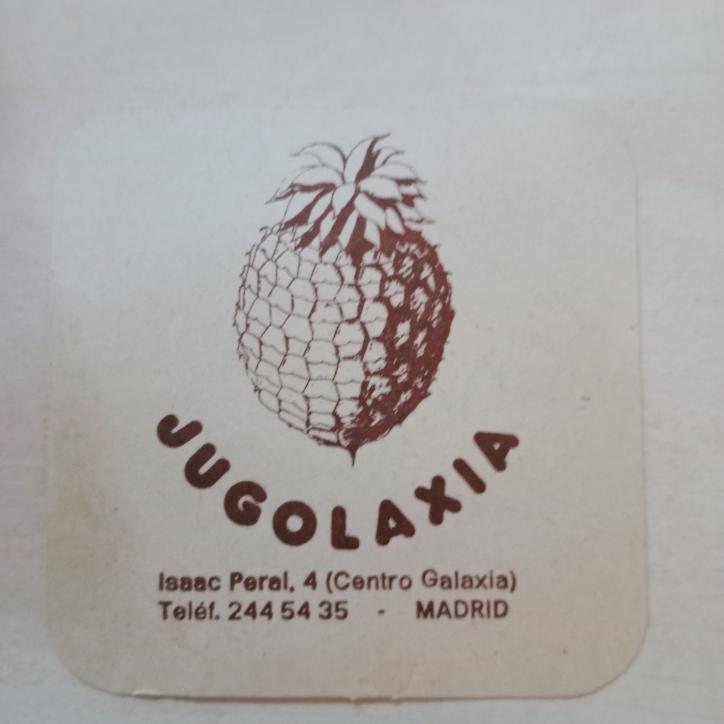 JUGOLAXIA
Isaac Peral, 4 (Centro Galaxia)
Teléf. 244 54 35 - MADRID